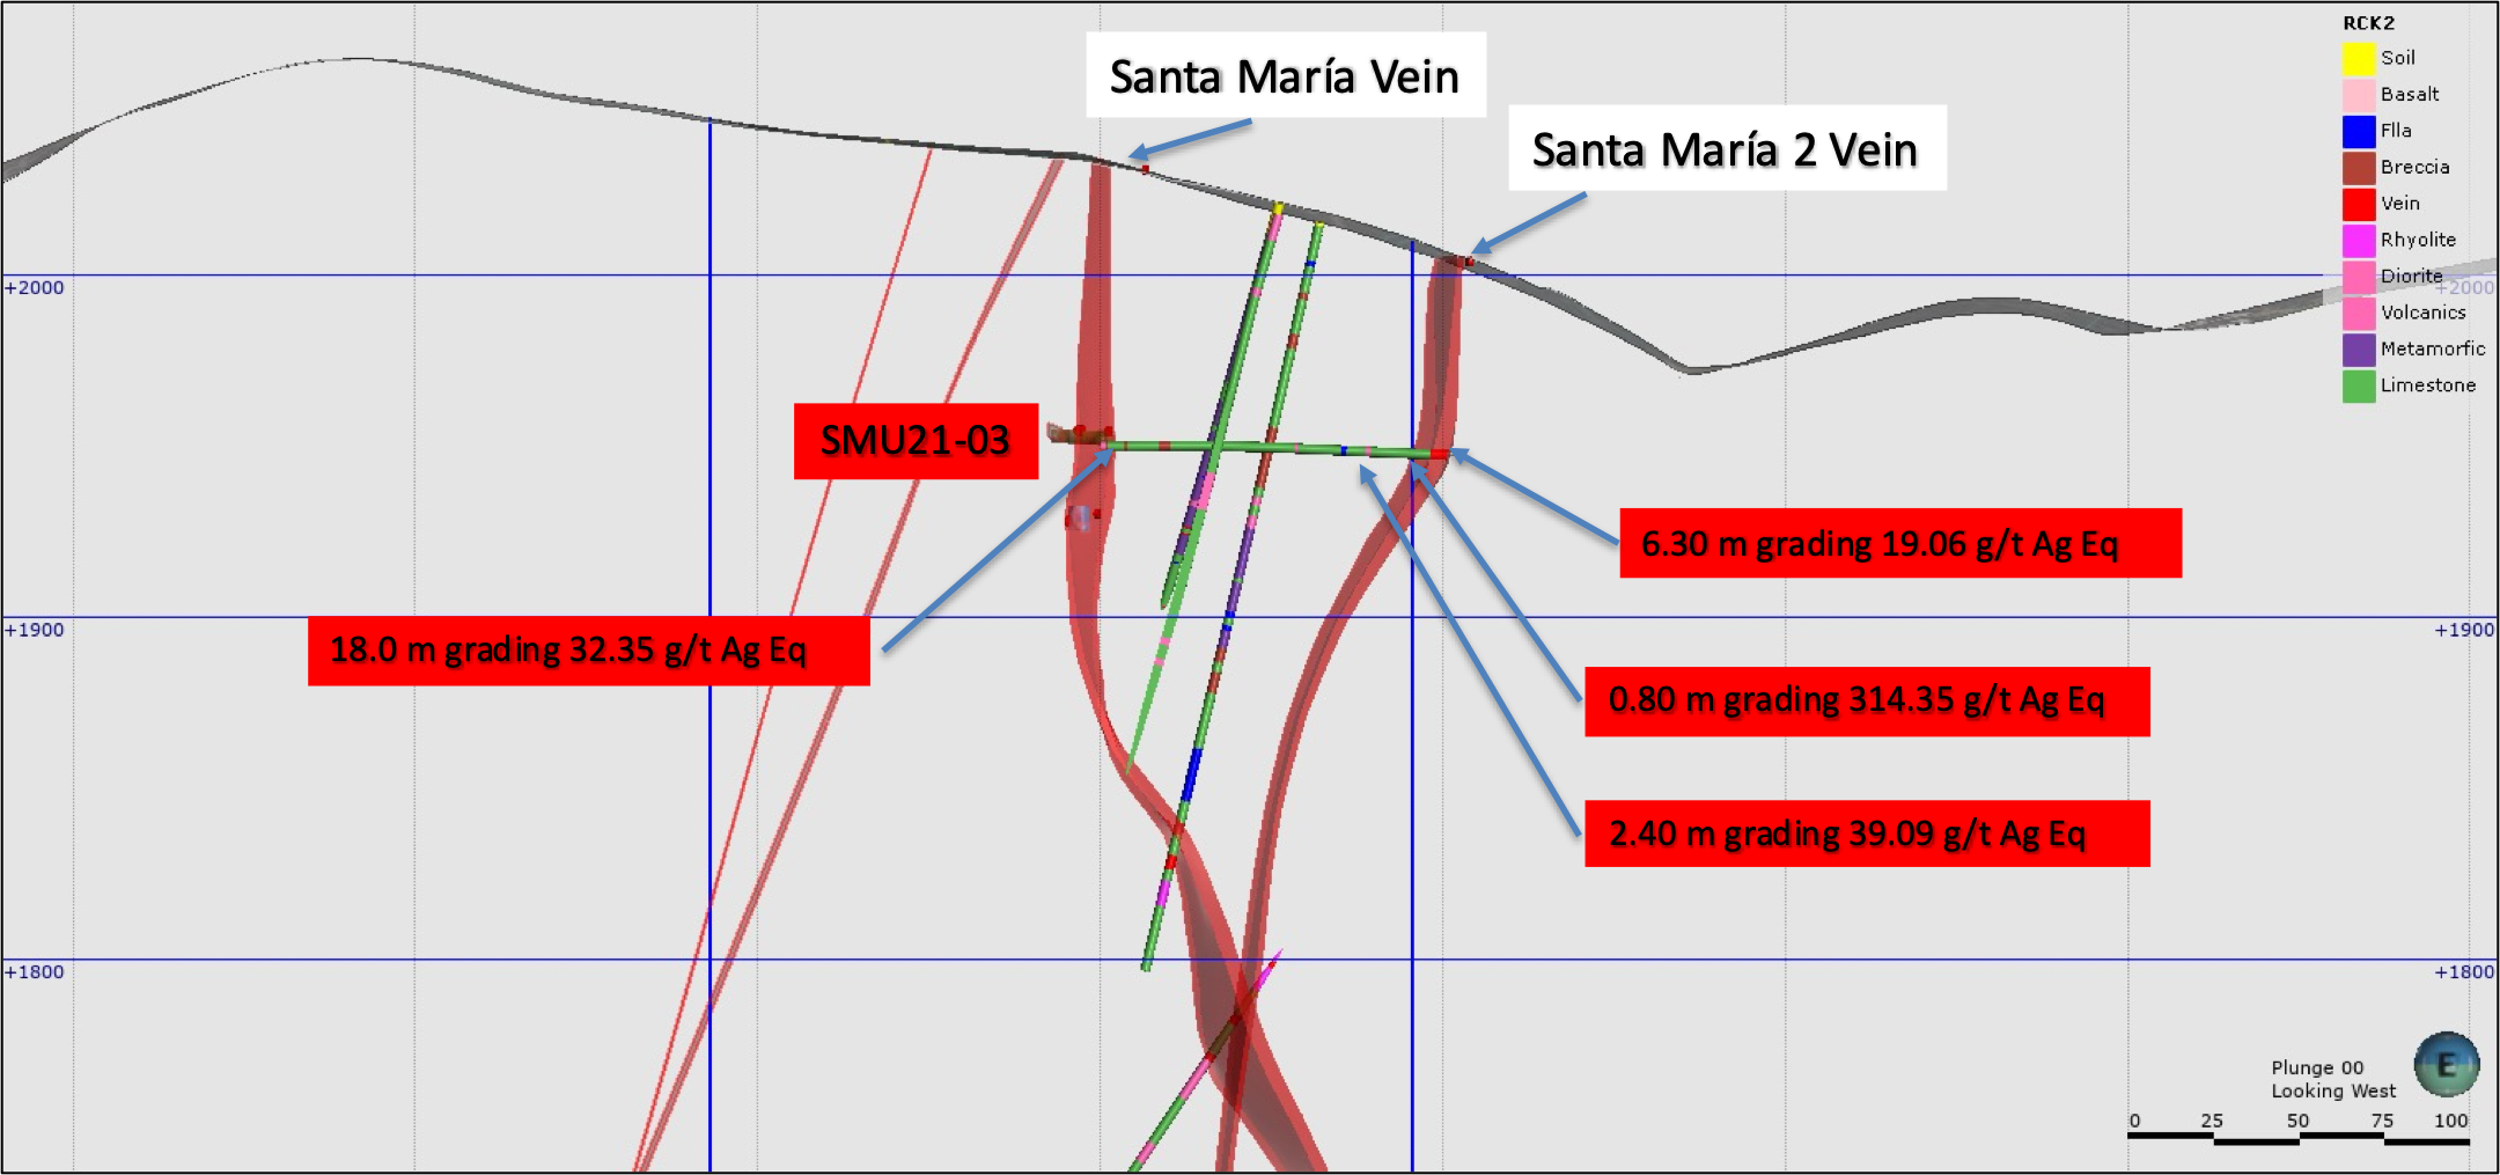 RCK2
Soil
Basalt
Flla
Breccia
Vein
Rhyolite
Diorite
Volcanics
Metamorfic
Limestone
Santa María Vein
Santa María 2 Vein
+2000
+2000
SMU21-03
6.30 m grading 19.06 g/t Ag Eq
18.0 m grading 32.35 g/t Ag Eq
+1900
+1900
0.80 m grading 314.35 g/t Ag Eq
2.40 m grading 39.09 g/t Ag Eq
+1800
+1800
Plunge 00
Looking West
E
0 25 50 75 100